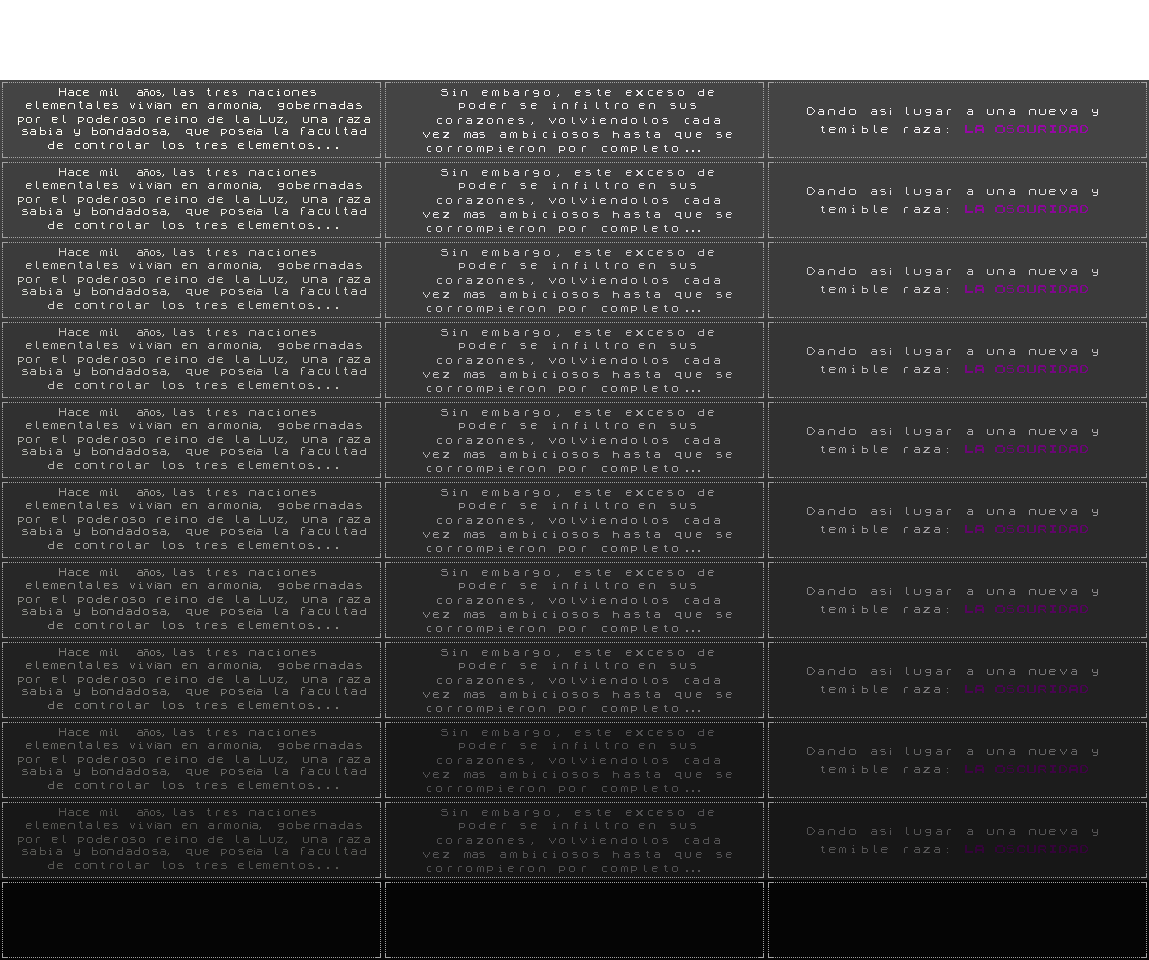 Hace mil años, las tres naciones
elementales vivian en armonia, gobernadas
por el poderoso reino de la Luz, una raza
sabia y bondadosa, que poseia la facultad
de controlar los tres elementos...
Sin embargo, este exceso de
poder se infiltro en sus
corazones, volviendolos cada
vez mas ambiciosos hasta que se
corrompieron por completo...
Dando asi lugar a una nueva y
temible raza: LA OsCURIDAD
Hace mil años, las tres naciones
elementales vivian en armonia, gobernadas
por el poderoso reino de la Luz, una raza
sabia y bondadosa, que poseia la facultad
de controlar los tres elementos...
Sin embargo, este exceso de
poder se infiltro en sus
corazones, volviendolos cada
vez mas ambiciosos hasta que se
corrompieron por completo...
Dando asi lugar a una nueva y
temible raza: LA OsCURIDAD
Hace mil años, las tres naciones
elementales vivian en armonia, gobernadas
por el poderoso reino de la Luz, una raza
sabia y bondadosa, que poseia la facultad
de controlar los tres elementos...
Sin embargo, este exceso de
poder se infiltro en sus
corazones, volviendolos cada
vez mas ambiciosos hasta que se
corrompieron por completo...
Dando asi lugar a una nueva y
temible raza: LA OsCURIDAD
Hace mil años, las tres naciones
elementales vivian en armonia, gobernadas
por el poderoso reino de la Luz, una raza
sabia y bondadosa, que poseia la facultad
de controlar los tres elementos...
Sin embargo, este exceso de
poder se infiltro en sus
corazones, volviendolos cada
vez mas ambiciosos hasta que se
corrompieron por completo...
Dando asi lugar a una nueva y
temible raza: LA OsCURIDAD
Hace mil años, las tres naciones
elementales vivian en armonia, gobernadas
por el poderoso reino de la Luz, una raza
sabia y bondadosa, que poseia la facultad
de controlar los tres elementos...
Sin embargo, este exceso de
poder se infiltro en sus
corazones, volviendolos cada
vez mas ambiciosos hasta que se
corrompieron por completo...
Dando asi lugar a una nueva y
temible raza: LA OsCURIDAD
Hace mil años, las tres naciones
elementales vivian en armonia, gobernadas
por el poderoso reino de la Luz, una raza
sabia y bondadosa, que poseia la facultad
de controlar los tres elementos...
Sin embargo, este exceso de
poder se infiltro en sus
corazones, volviendolos cada
vez mas ambiciosos hasta que se
corrompieron por completo...
Dando asi lugar a una nueva y
temible raza: LA OsCURIDAD
Hace mil años, las tres naciones
elementales vivian en armonia, gobernadas
por el poderoso reino de la Luz, una raza
sabia y bondadosa, que poseia la facultad
de controlar los tres elementos...
Sin embargo, este exceso de
poder se infiltro en sus
corazones, volviendolos cada
vez mas ambiciosos hasta que se
corrompieron por completo...
Dando asi lugar a una nueva y
temible raza: LA OsCURIDAD
Hace mil años, las tres naciones
elementales vivian en armonia, gobernadas
por el poderoso reino de la Luz, una raza
sabia y bondadosa, que poseia la facultad
de controlar los tres elementos...
Sin embargo, este exceso de
poder se infiltro en sus
corazones, volviendolos cada
vez mas ambiciosos hasta que se
corrompieron por completo...
Dando asi lugar a una nueva y
temible raza: LA OsCURIDAD
Hace mil años, las tres naciones
elementales vivian en armonia, gobernadas
por el poderoso reino de la Luz, una raza
sabia y bondadosa, que poseia la facultad
de controlar los tres elementos...
Sin embargo, este exceso de
poder se infiltro en sus
corazones, volviendolos cada
vez mas ambiciosos hasta que se
corrompieron por completo...
Dando asi lugar a una nueva y
temible raza: LA OsCURIDAD
Hace mil años, las tres naciones
elementales vivian en armonia, gobernadas
por el poderoso reino de la Luz, una raza
sabia y bondadosa, que poseia la facultad
de controlar los tres elementos...
Sin embargo, este exceso de
poder se infiltro en sus
corazones, volviendolos cada
vez mas ambiciosos hasta que se
corrompieron por completo...
Dando asi lugar a una nueva y
temible raza: LA OsCURIDAD